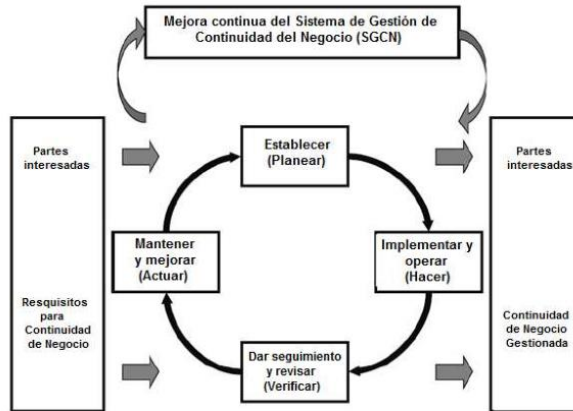 Mejora continua del Sistema de Gestión de
Continuidad del Negocio (SGCN)
Partes
interesadas
Establecer
(Planear)
Partes
interesadas
Mantener
y mejorar
(Actuar)
Implementar y
operar
(Hacer)
Resquisitos
para
Continuidad
de Negocio
Continuidad
de Negocio
Gestionada
Dar seguimiento
y revisar
(Verificar)